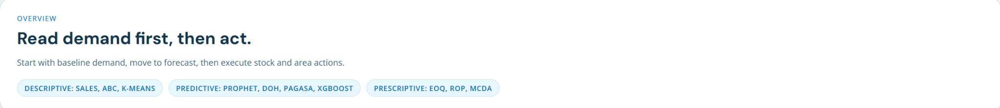 OVERVIEW
Read demand first, then act.
Start with baseline demand, move to forecast, then execute stock and area actions.
DESCRIPTIVE: SALES, ABC, K-MEANS
PREDICTIVE: PROPHET, DOH, PAGASA, XGBOOST
PRESCRIPTIVE: EOQ, ROP, MCDA